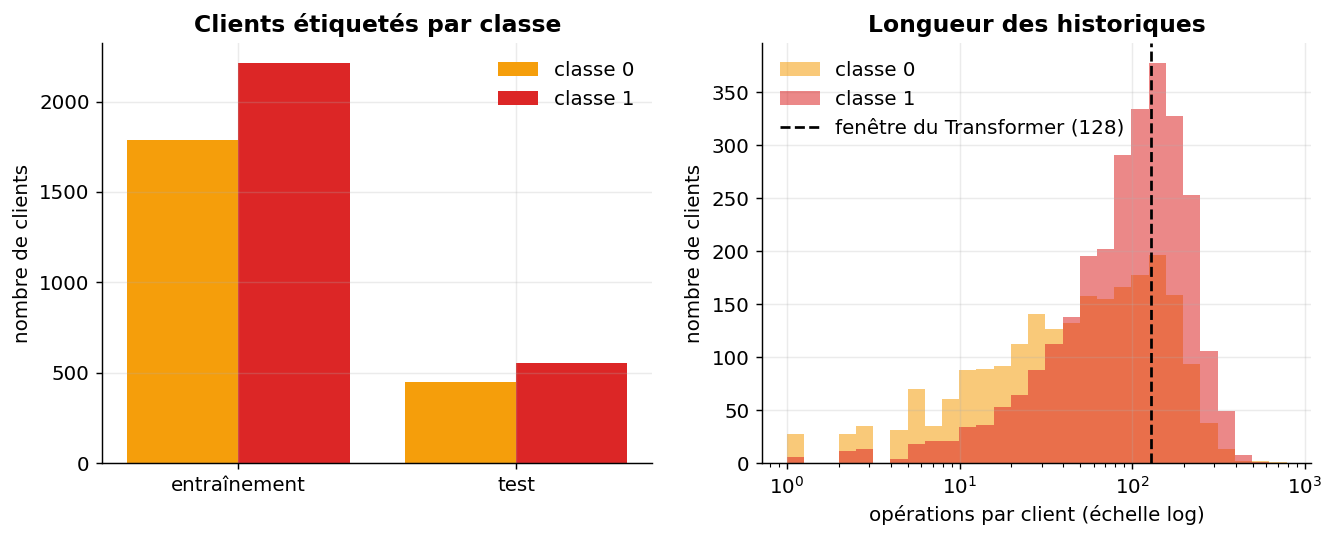 Clients étiquetés par classe
nombre de clients
2000
1500
1000
500
0
classe 0
classe 1
entraînement
test
Longueur des historiques
nombre de clients
350
300
250
200
150
100
50
0
classe 0
classe 1
fenêtre du Transformer (128)
10⁰
10¹
10²
10³
opérations par client (échelle log)